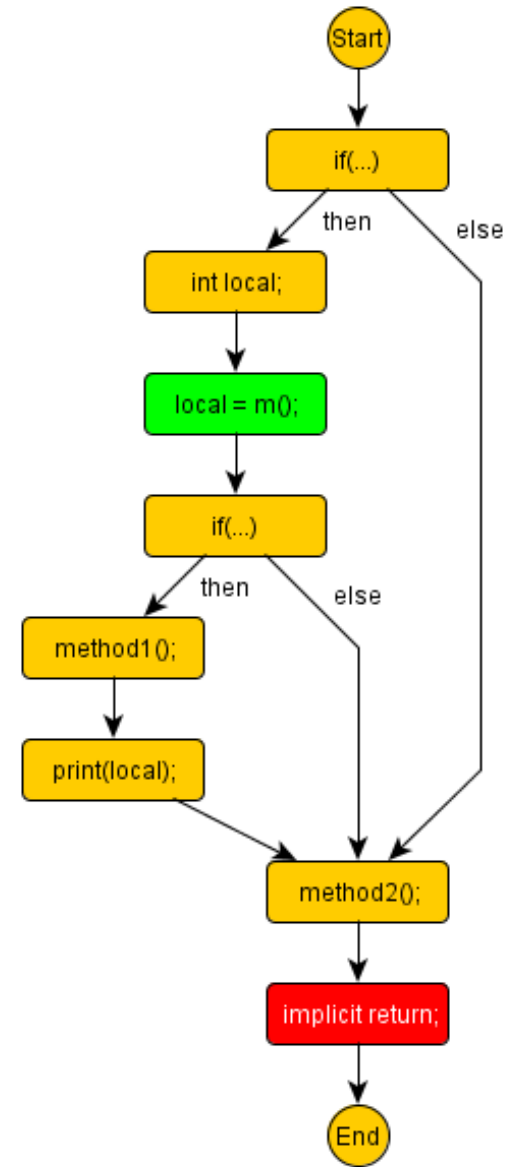 Start
if(...)
then
else
int local;
local = m();
if(...)
then
else
method1();
print(local);
method2();
implicit return;
End